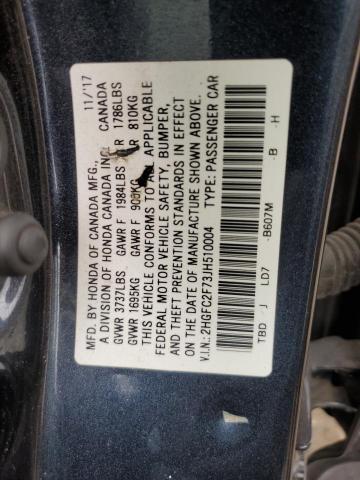 MFD. BY HONDA OF CANADA MFG., 11/'17
A DIVISION OF HONDA CANADA INC. CANADA
GVWR 3737LBS GAWR F 1984LBS R 1786LBS
GVWR 1695KG GAWR F 900KG R 810KG
THIS VEHICLE CONFORMS TO ALL APPLICABLE
FEDERAL MOTOR VEHICLE SAFETY, BUMPER,
AND THEFT PREVENTION STANDARDS IN EFFECT
ON THE DATE OF MANUFACTURE SHOWN ABOVE.
V.I.N.: 2HGFC2F73JH510004 TYPE: PASSENGER CAR
TBD J LD7 -B607M -B -H